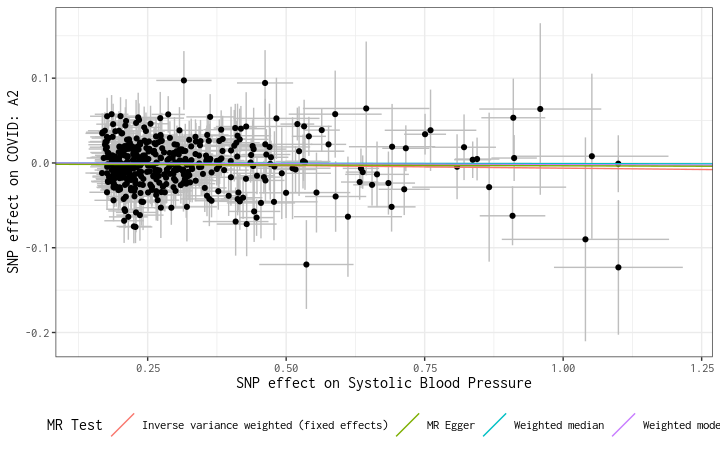 SNP effect on COVID: A2
0.1
0.0
-0.1
-0.2
0.25
0.50
0.75
1.00
1.25
SNP effect on Systolic Blood Pressure
MR Test
Inverse variance weighted (fixed effects)
MR Egger
Weighted median
Weighted mode